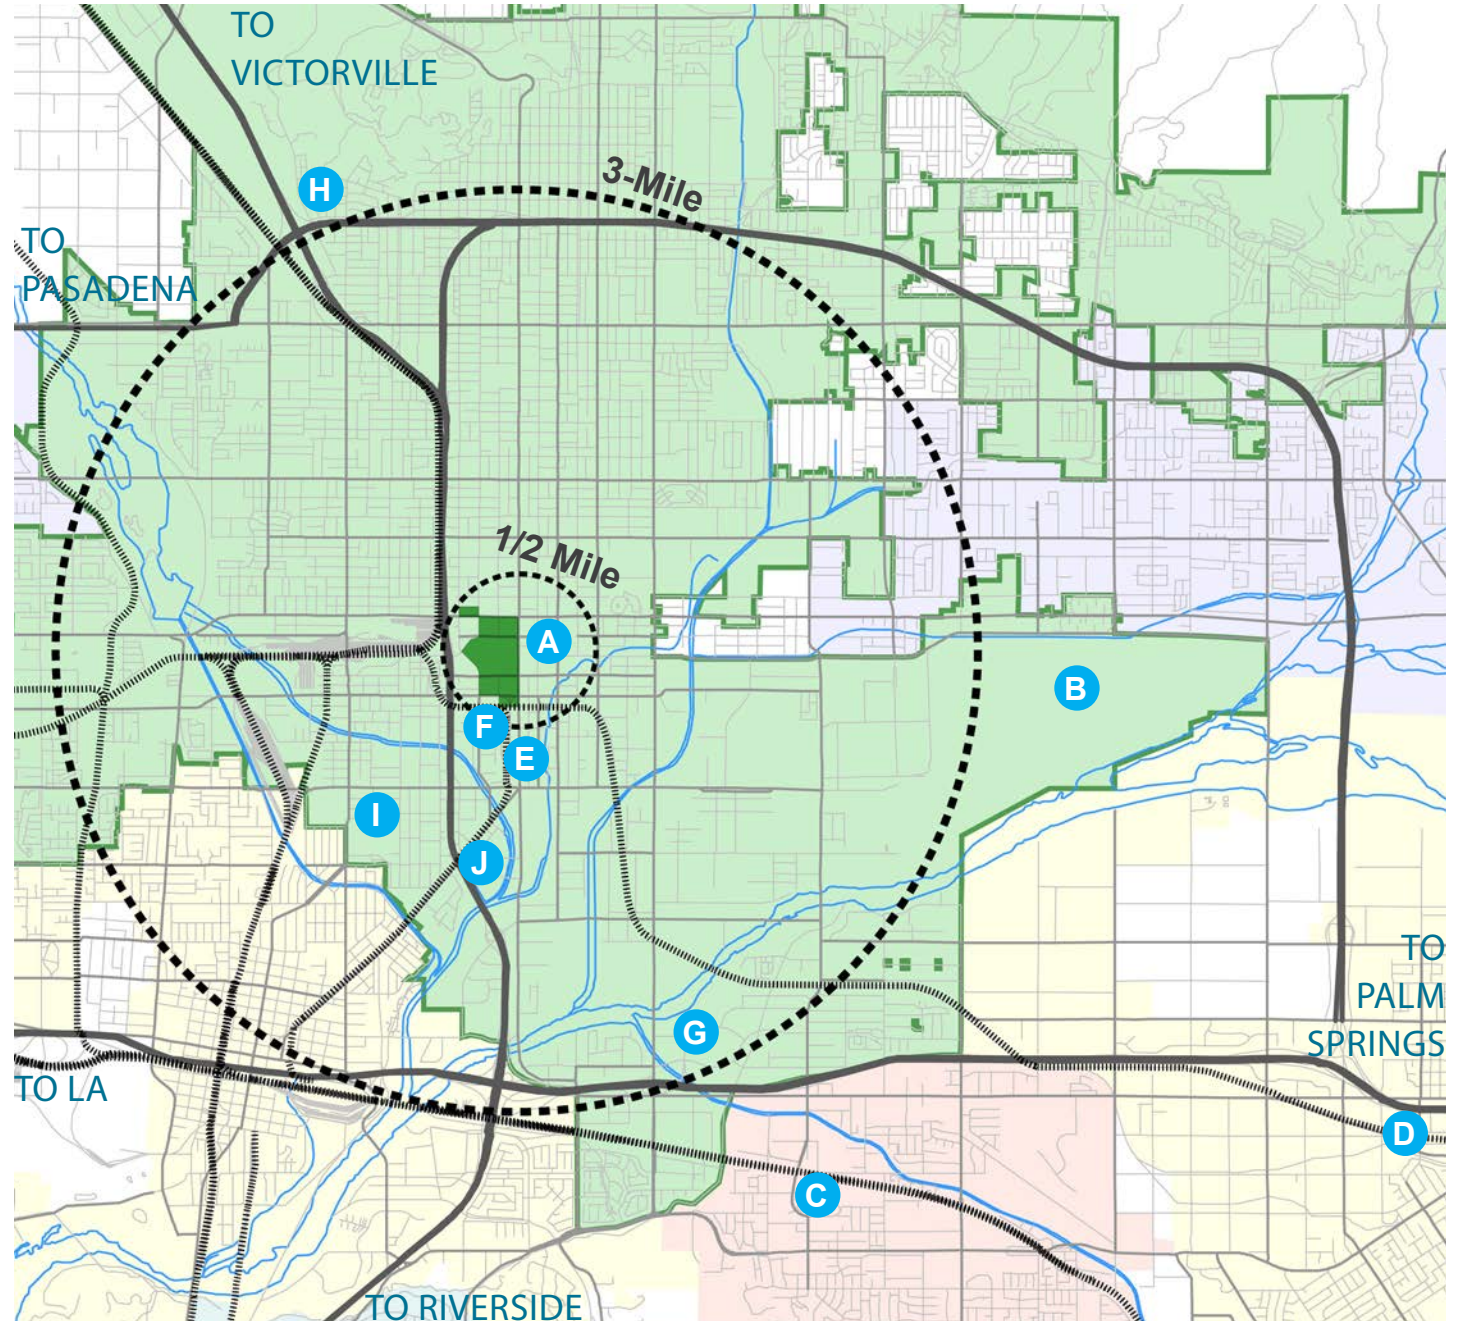 TO
VICTORVILLE
3-Mile
H
TO
PASADENA
1/2 Mile
A
B
F
E
I
J
TO
PALM
SPRINGS
G
TO LA
D
C
TO RIVERSIDE